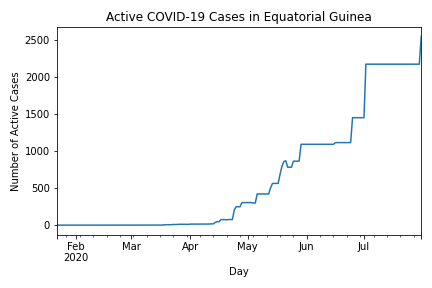 Active COVID-19 Cases in Equatorial Guinea
Number of Active Cases
2500
2000
1500
1000
500
0
Feb Mar Apr May Jun Jul
2020
Day